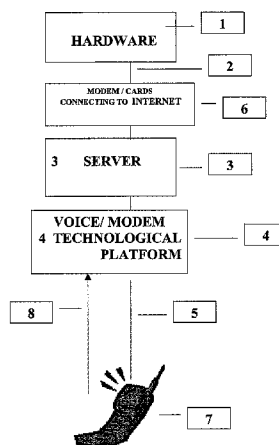 1
HARDWARE
2
MODEM / CARDS
CONNECTING TO INTERNET
6
3 SERVER
3
VOICE/ MODEM
4 TECHNOLOGICAL
PLATFORM
4
8
5
7